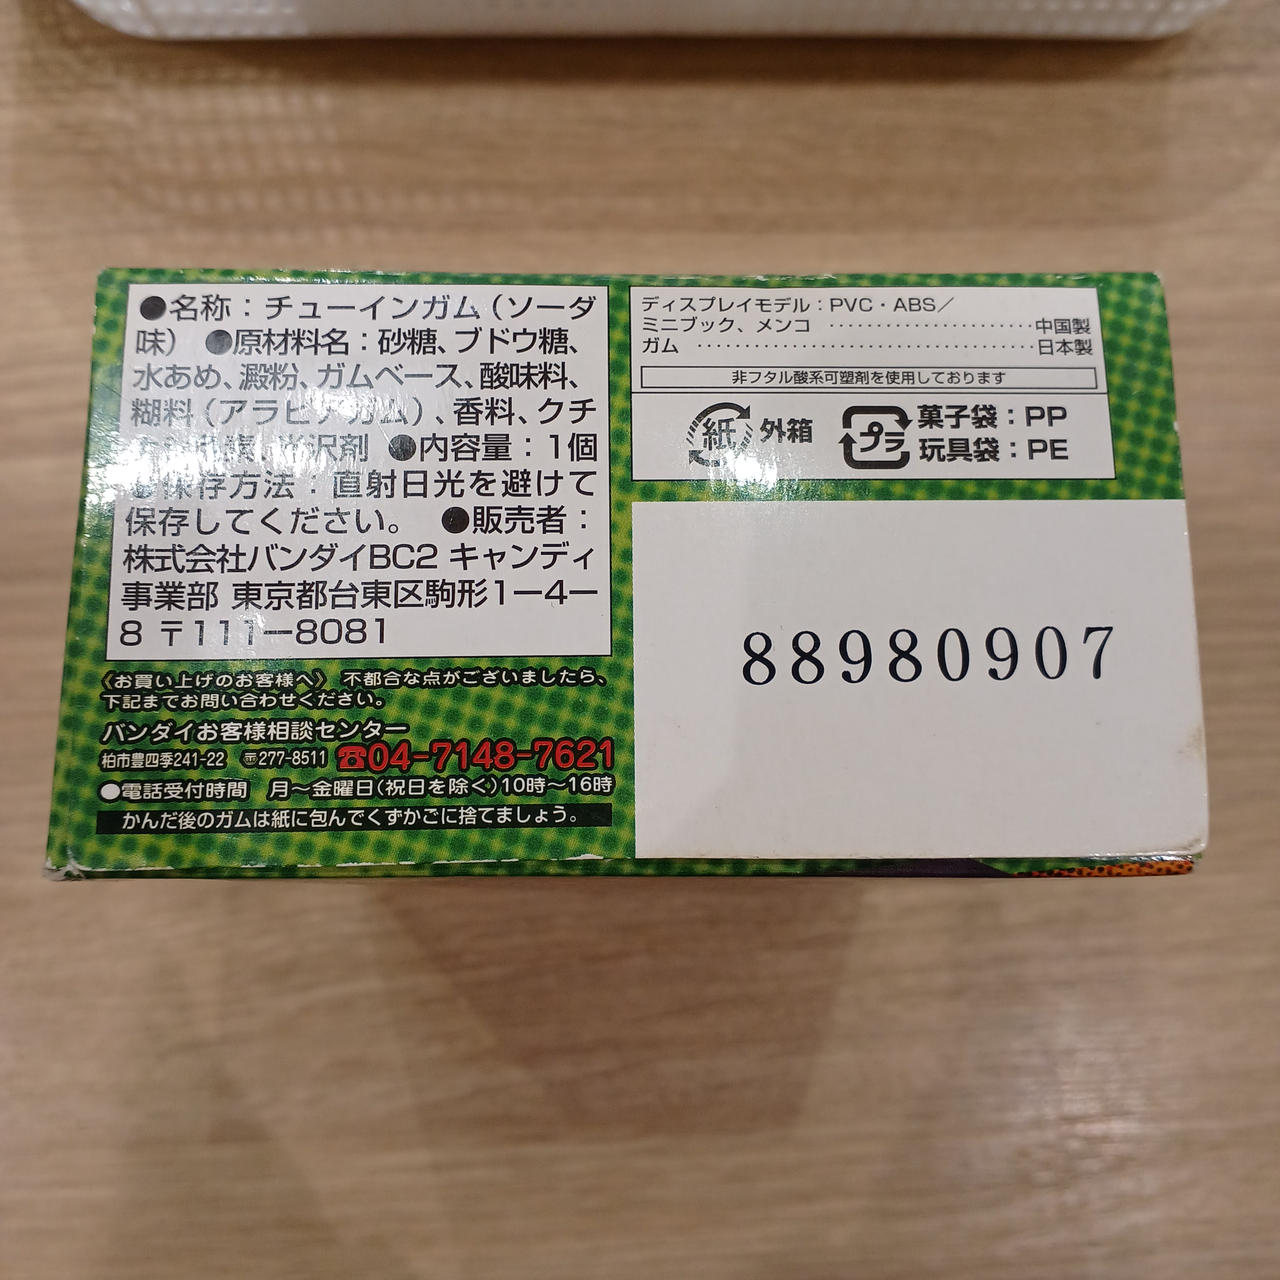 ●名称：チューインガム（ソーダ
味）　●原材料名：砂糖、ブドウ糖、
水あめ、澱粉、ガムベース、酸味料、
糊料（アラビアガム）、香料、クチ
光沢剤　●内容量：1個
●保存方法：直射日光を避けて
保存してください。　●販売者：
株式会社バンダイBC2 キャンディ
事業部 東京都台東区駒形1ー4ー
8 〒111ー8081
《お買い上げのお客様へ》 不都合な点がございましたら、
下記までお問い合わせください。
バンダイお客様相談センター
柏市豊四季241-22 〠277-8511 ☎04-7148-7621
●電話受付時間　月～金曜日(祝日を除く)10時～16時
かんだ後のガムは紙に包んでくずかごに捨てましょう。
ディスプレイモデル：PVC・ABS／
ミニブック、メンコ ‥‥‥‥‥‥‥‥‥‥中国製
ガム ‥‥‥‥‥‥‥‥‥‥‥‥‥‥‥‥日本製
非フタル酸系可塑剤を使用しております
紙 外箱
プラ 菓子袋：PP
玩具袋：PE
88980907